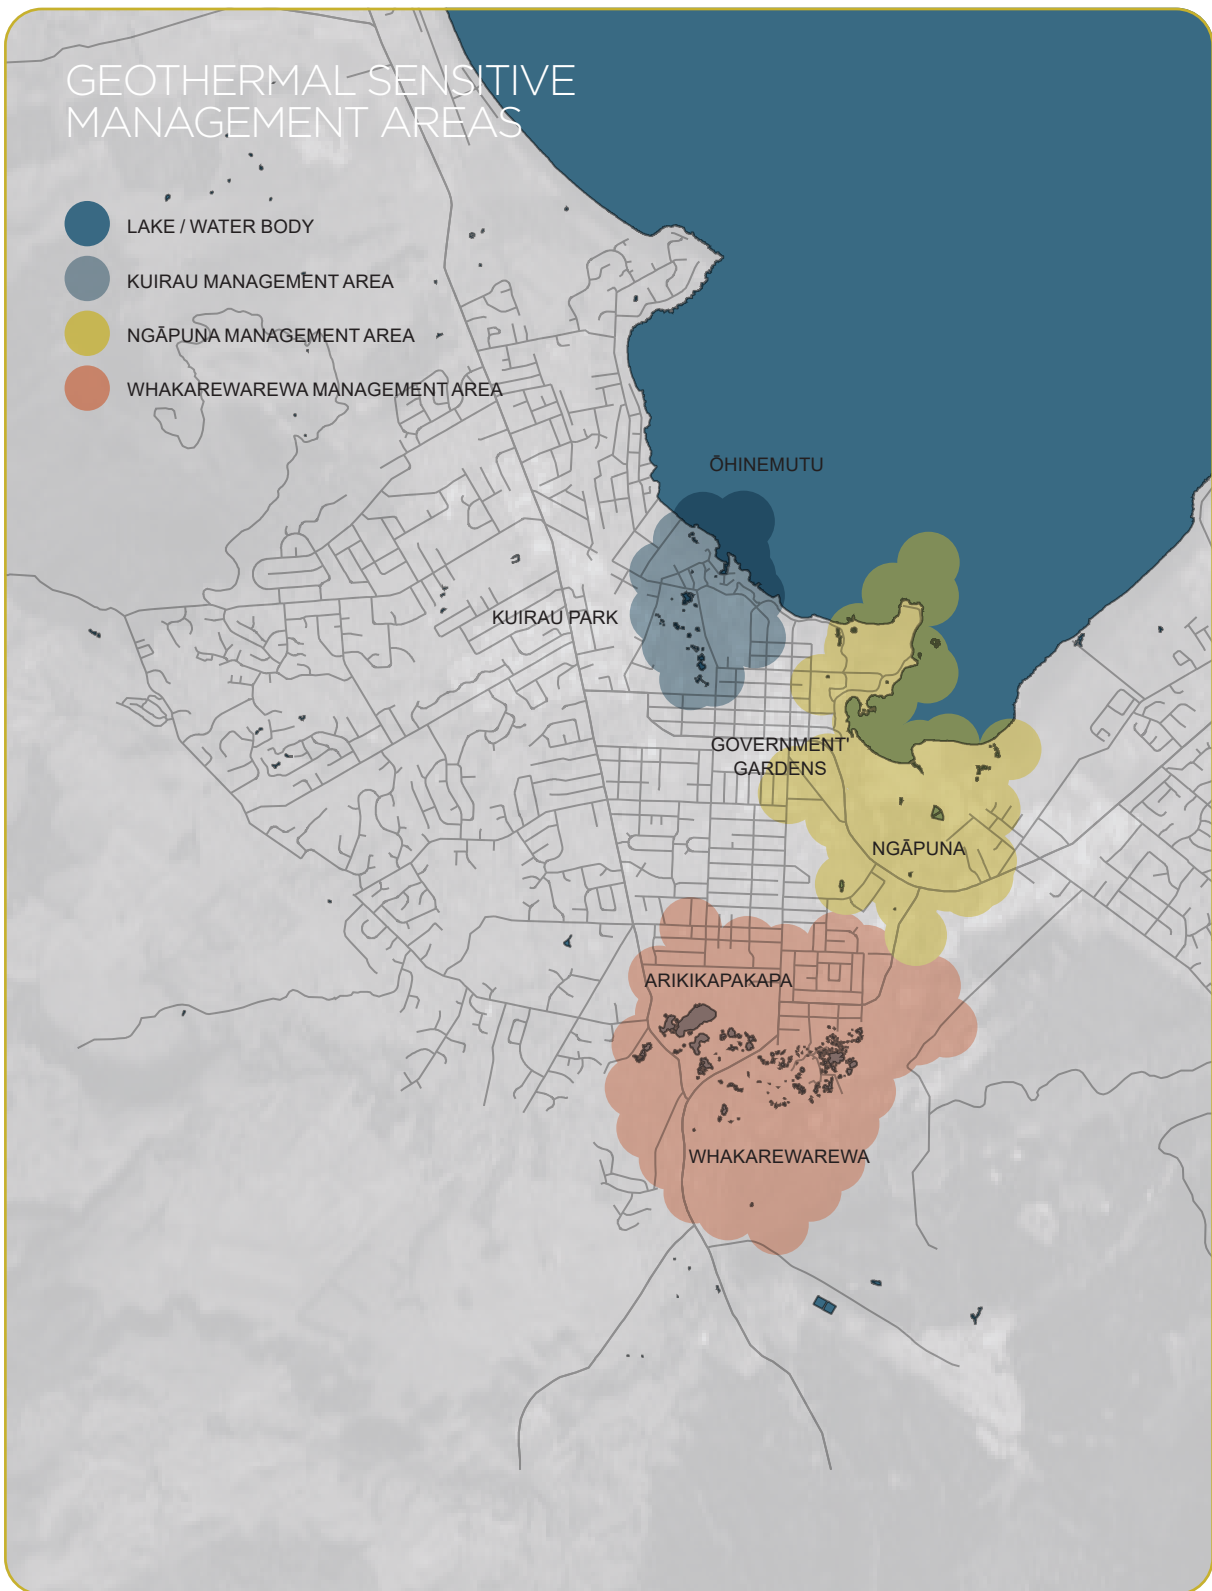 GEOTHERMAL SENSITIVE
MANAGEMENT AREAS
LAKE / WATER BODY
KUIRAU MANAGEMENT AREA
NGĀPUNA MANAGEMENT AREA
WHAKAREWAREWA MANAGEMENT AREA
ŌHINEMUTU
KUIRAU PARK
GOVERNMENT
GARDENS
NGĀPUNA
ARIKIKAPAKAPA
WHAKAREWAREWA